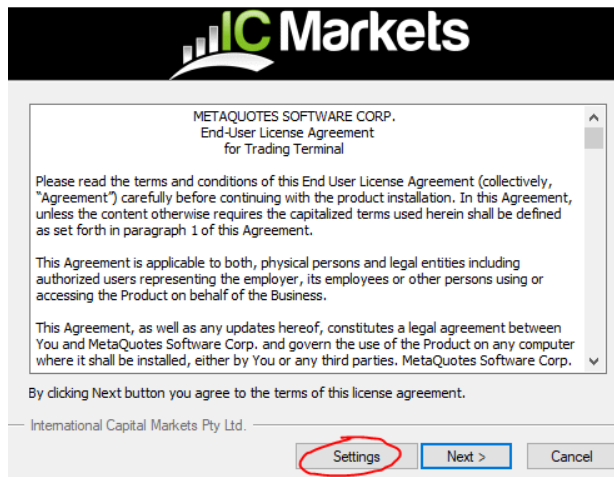 IC Markets
METAQUOTES SOFTWARE CORP.
End-User License Agreement
for Trading Terminal
Please read the terms and conditions of this End User License Agreement (collectively,
“Agreement”) carefully before continuing with the product installation. In this Agreement,
unless the content otherwise requires the capitalized terms used herein shall be defined
as set forth in paragraph 1 of this Agreement.
This Agreement is applicable to both, physical persons and legal entities including
authorized users representing the employer, its employees or other persons using or
accessing the Product on behalf of the Business.
This Agreement, as well as any updates hereof, constitutes a legal agreement between
You and MetaQuotes Software Corp. and govern the use of the Product on any computer
where it shall be installed, either by You or any third parties. MetaQuotes Software Corp.
By clicking Next button you agree to the terms of this license agreement.
International Capital Markets Pty Ltd.
Settings Next > Cancel